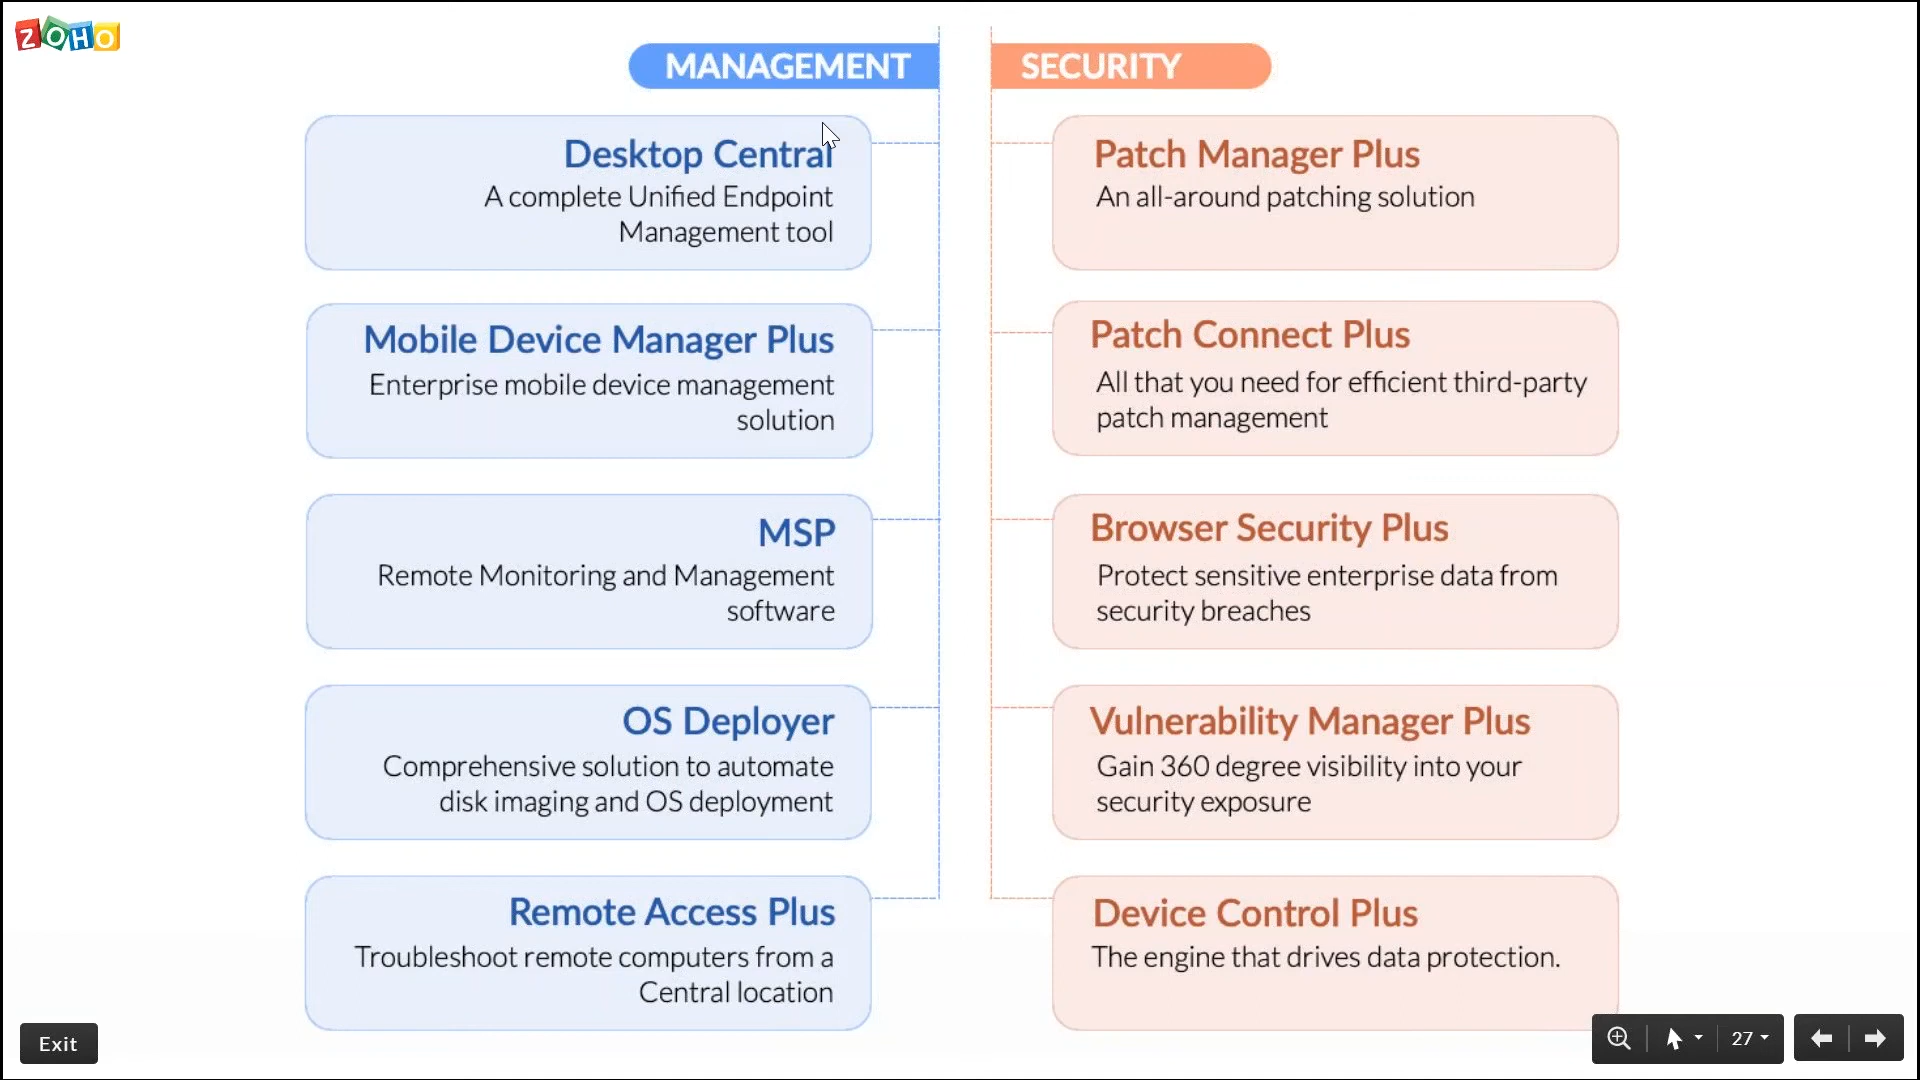 ZOHO
MANAGEMENT
Desktop Central
A complete Unified Endpoint
Management tool
Mobile Device Manager Plus
Enterprise mobile device management
solution
MSP
Remote Monitoring and Management
software
OS Deployer
Comprehensive solution to automate
disk imaging and OS deployment
Remote Access Plus
Troubleshoot remote computers from a
Central location
SECURITY
Patch Manager Plus
An all-around patching solution
Patch Connect Plus
All that you need for efficient third-party
patch management
Browser Security Plus
Protect sensitive enterprise data from
security breaches
Vulnerability Manager Plus
Gain 360 degree visibility into your
security exposure
Device Control Plus
The engine that drives data protection.
Exit
27